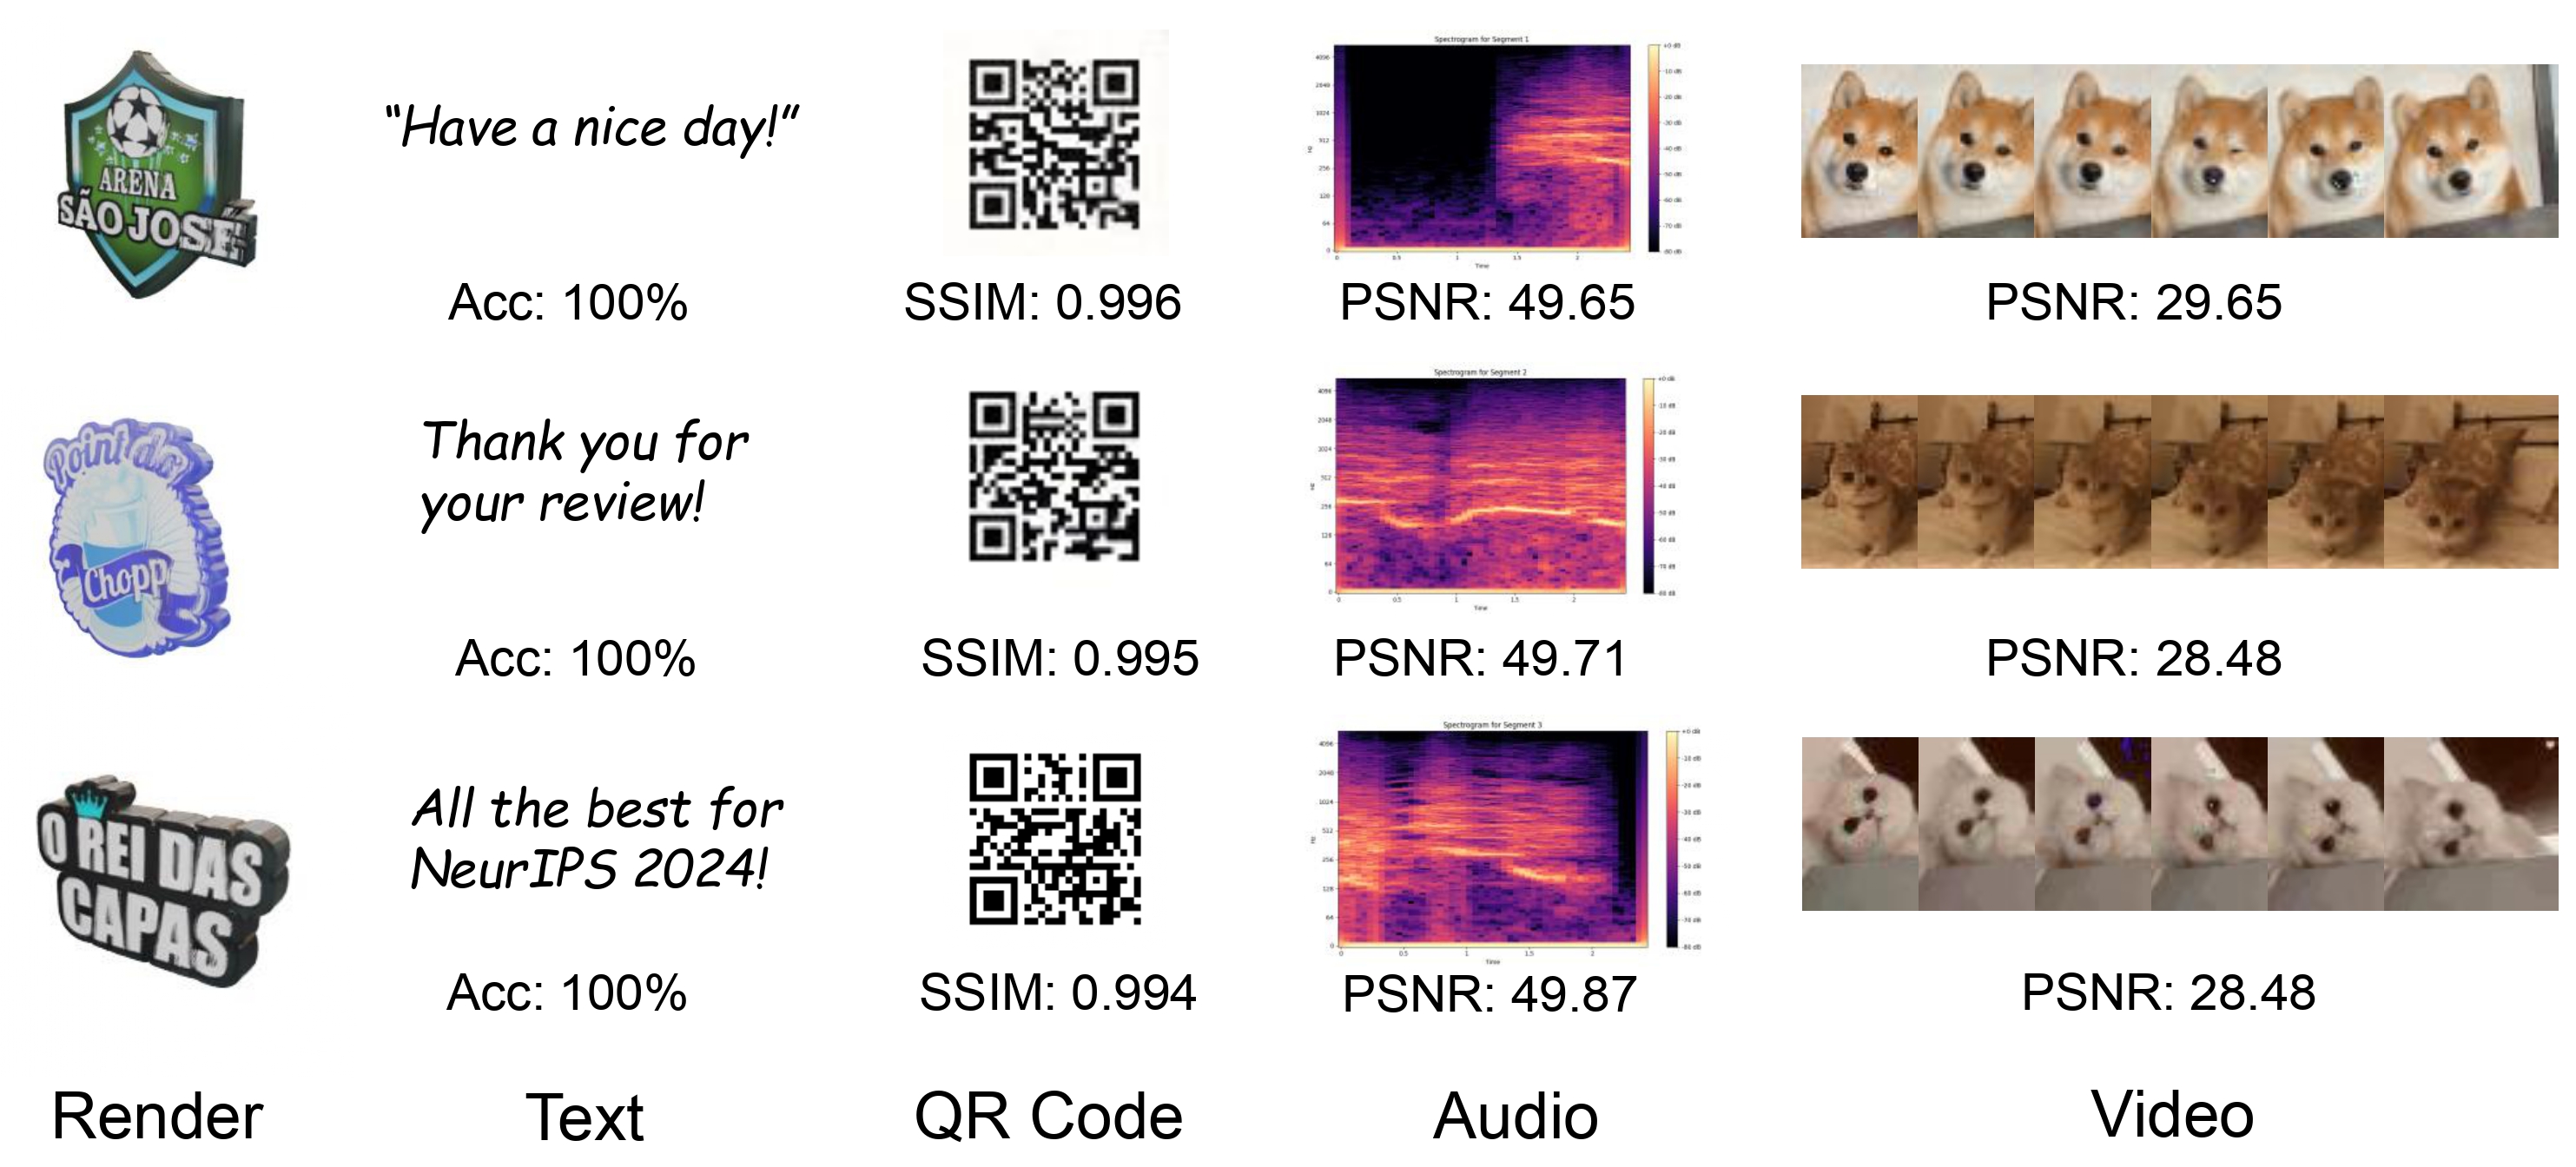 ARENA
SÃO JOSÉ
"Have a nice day!"
Acc: 100%
SSIM: 0.996
Spectrogram for Segment 1
PSNR: 49.65
PSNR: 29.65
Point do
Chopp
Thank you for
your review!
Acc: 100%
SSIM: 0.995
Spectrogram for Segment 2
PSNR: 49.71
PSNR: 28.48
O REI DAS
CAPAS
All the best for
NeurIPS 2024!
Acc: 100%
SSIM: 0.994
Spectrogram for Segment 3
PSNR: 49.87
PSNR: 28.48
Render
Text
QR Code
Audio
Video